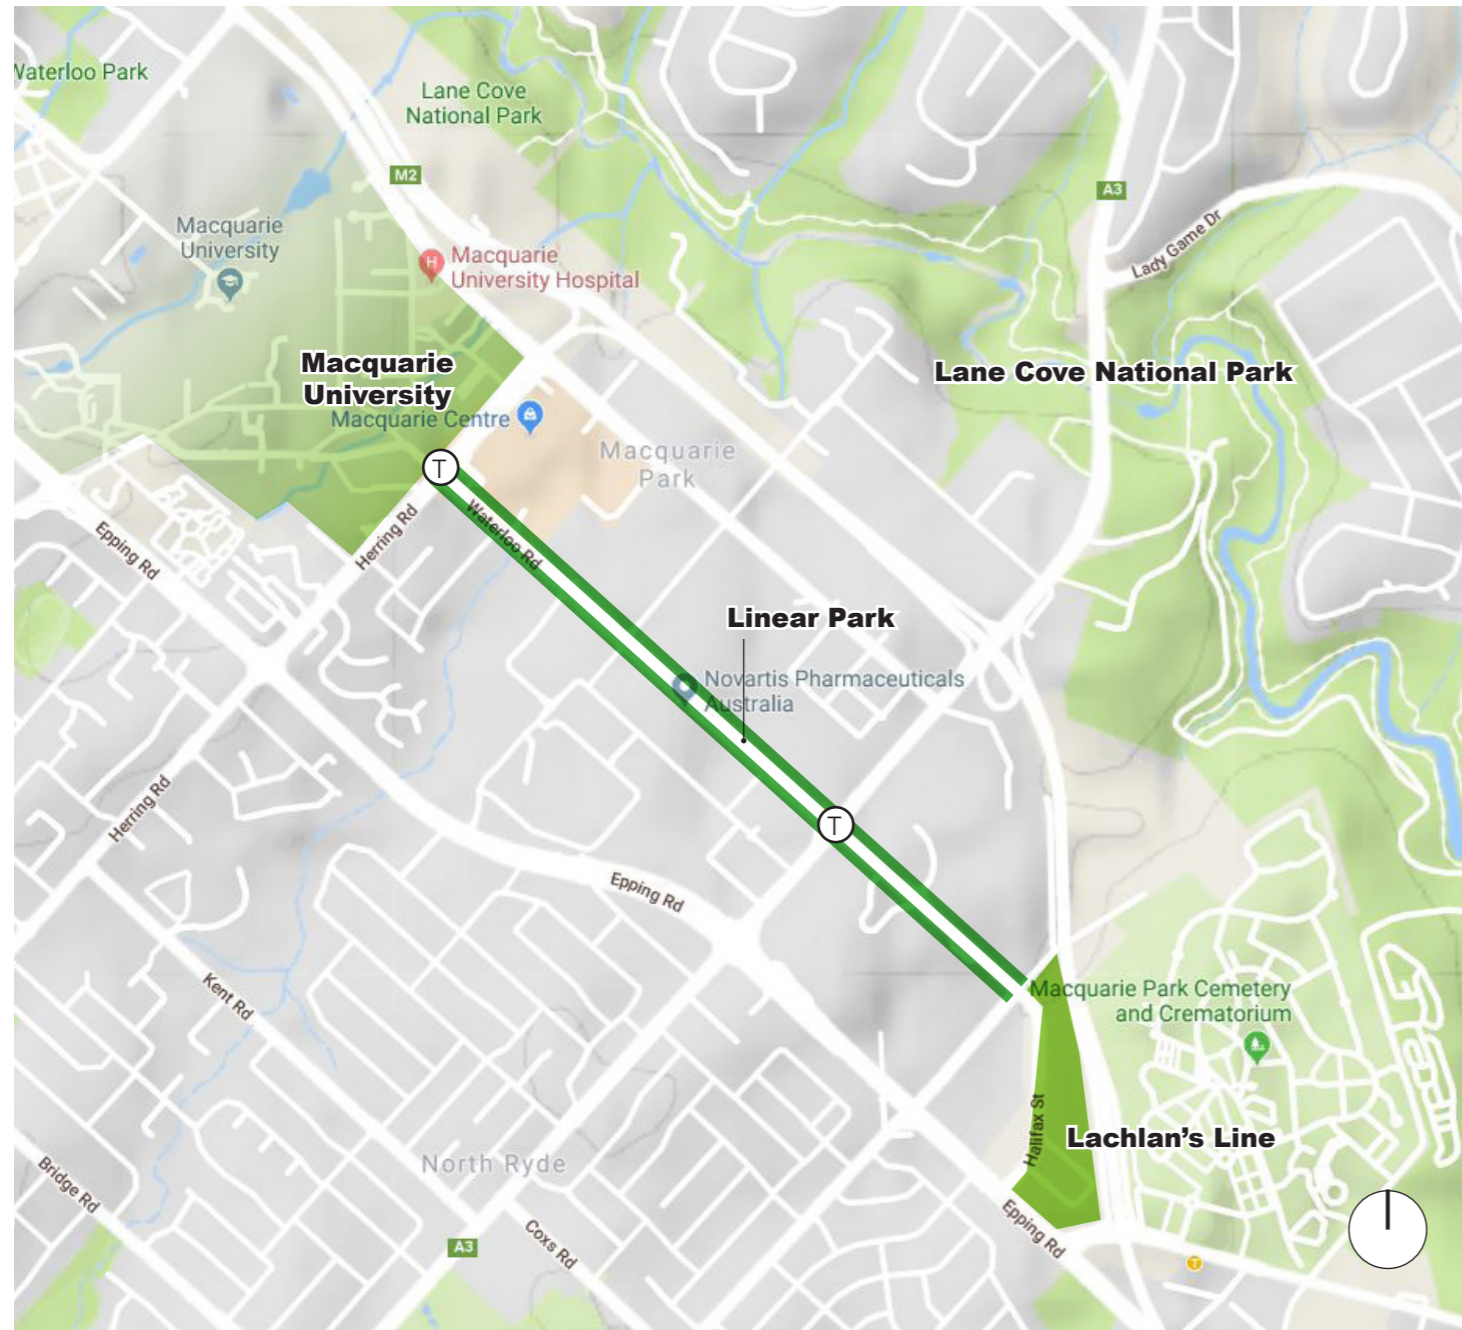 Waterloo Park
Lane Cove
National Park
M2
A3
Macquarie
University
H
Macquarie
University Hospital
Lady Game Dr
Macquarie
University
Lane Cove National Park
Macquarie Centre
Macquarie
Park
T
Waterloo Rd
Herring Rd
Epping Rd
Linear Park
Novartis Pharmaceuticals
Australia
Herring Rd
T
Epping Rd
Kent Rd
Macquarie Park Cemetery
and Crematorium
Halifax St
Lachlan's Line
North Ryde
Bridge Rd
Epping Rd
A3
Coxs Rd
T